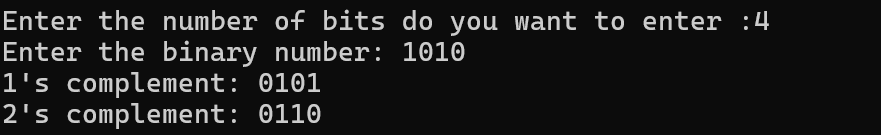 Enter the number of bits do you want to enter :4
Enter the binary number: 1010
1's complement: 0101
2's complement: 0110